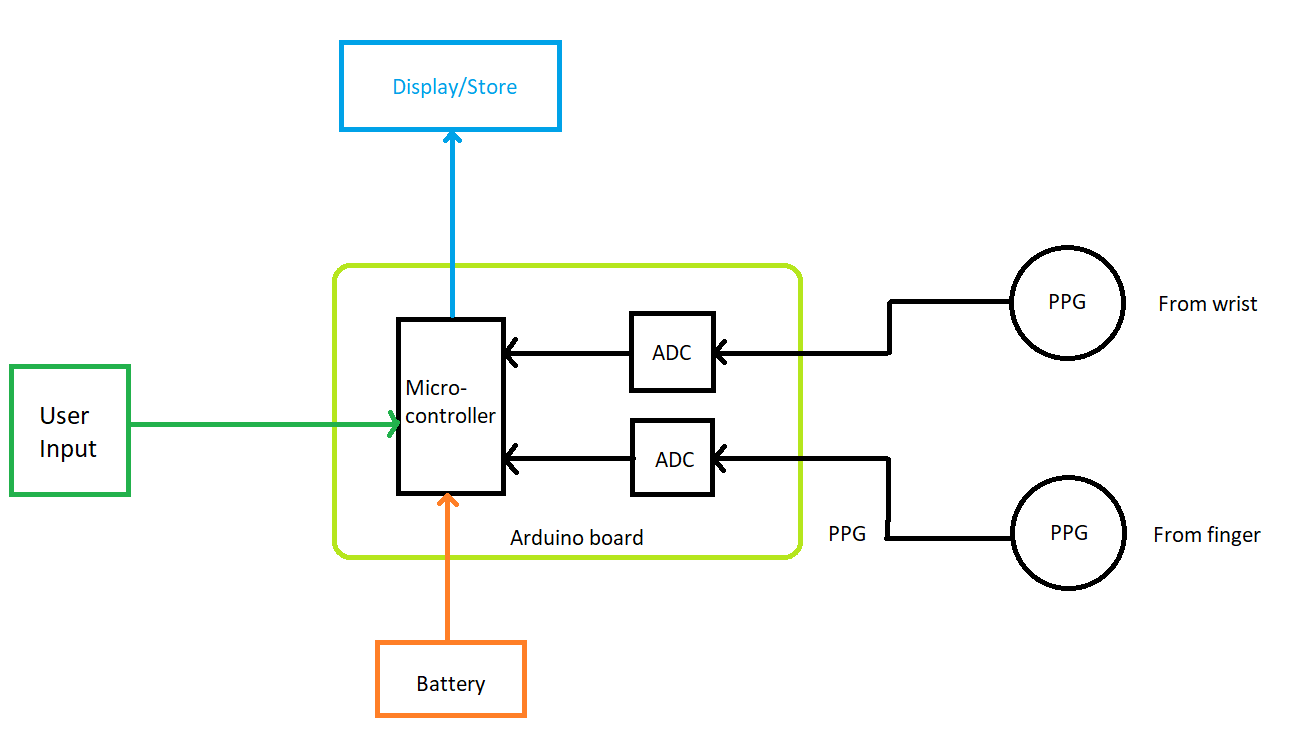 Display/Store
PPG
From wrist
ADC
Micro-
controller
User
Input
ADC
Arduino board
PPG
PPG
From finger
Battery